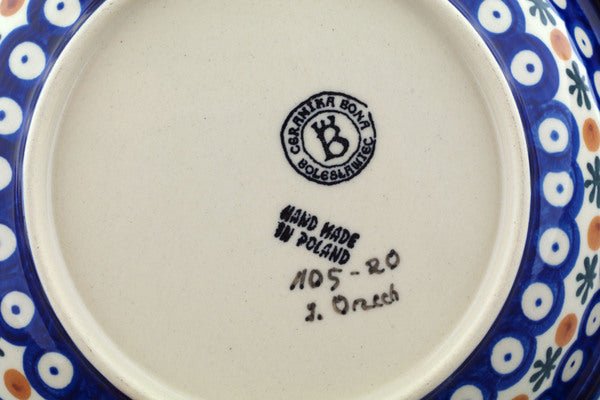 CERAMIKA BONA
B
BOLESŁAWIEC
HAND MADE
IN POLAND
105-20
J. Orzech